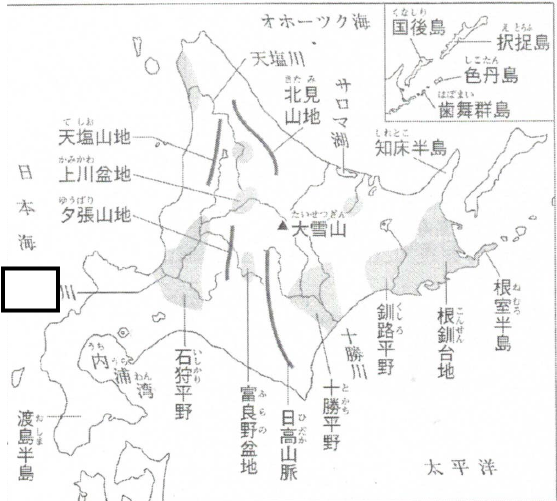 オホーツク海
天塩川
きたみ
北見
山地
サロマ湖
くなしり
国後島
えとろふ
択捉島
しこたん
色丹島
はぼまい
歯舞群島
てしお
天塩山地
かみかわ
上川盆地
ゆうばり
夕張山地
しれとこ
知床半島
日本海
たいせつざん
大雪山
川
うち
内
うら
浦
わん
湾
おしま
渡島半島
いしかり
石狩平野
ふらの
富良野盆地
ひだか
日高山脈
とかち
十勝平野
十勝川
くしろ
釧路平野
こんせん
根釧台地
ねむろ
根室半島
太平洋